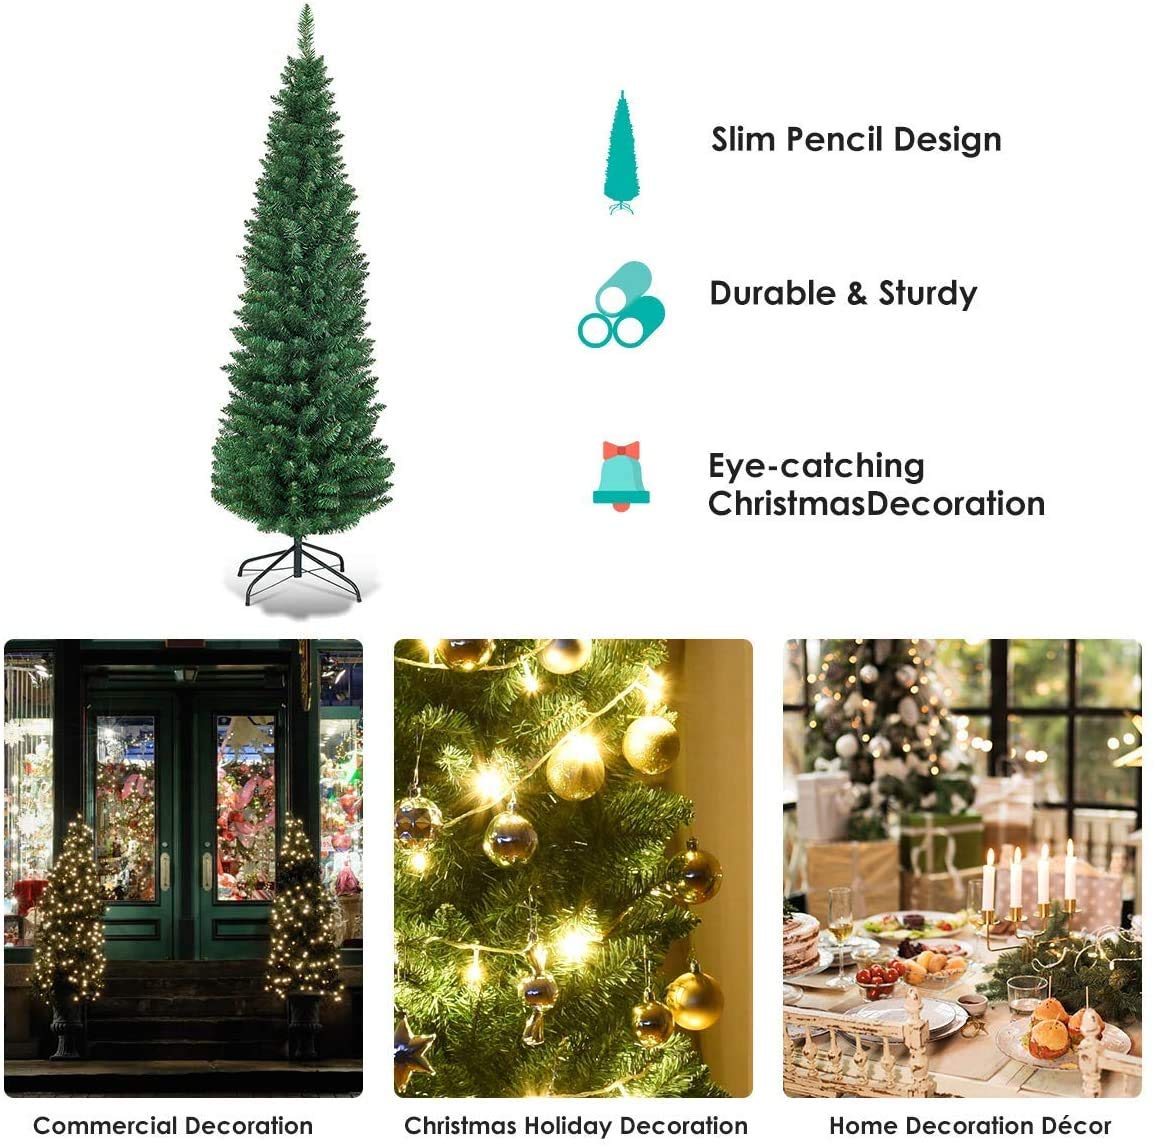 Slim Pencil Design
Durable & Sturdy
Eye-catching
ChristmasDecoration
Commercial Decoration
Christmas Holiday Decoration
Home Decoration Décor